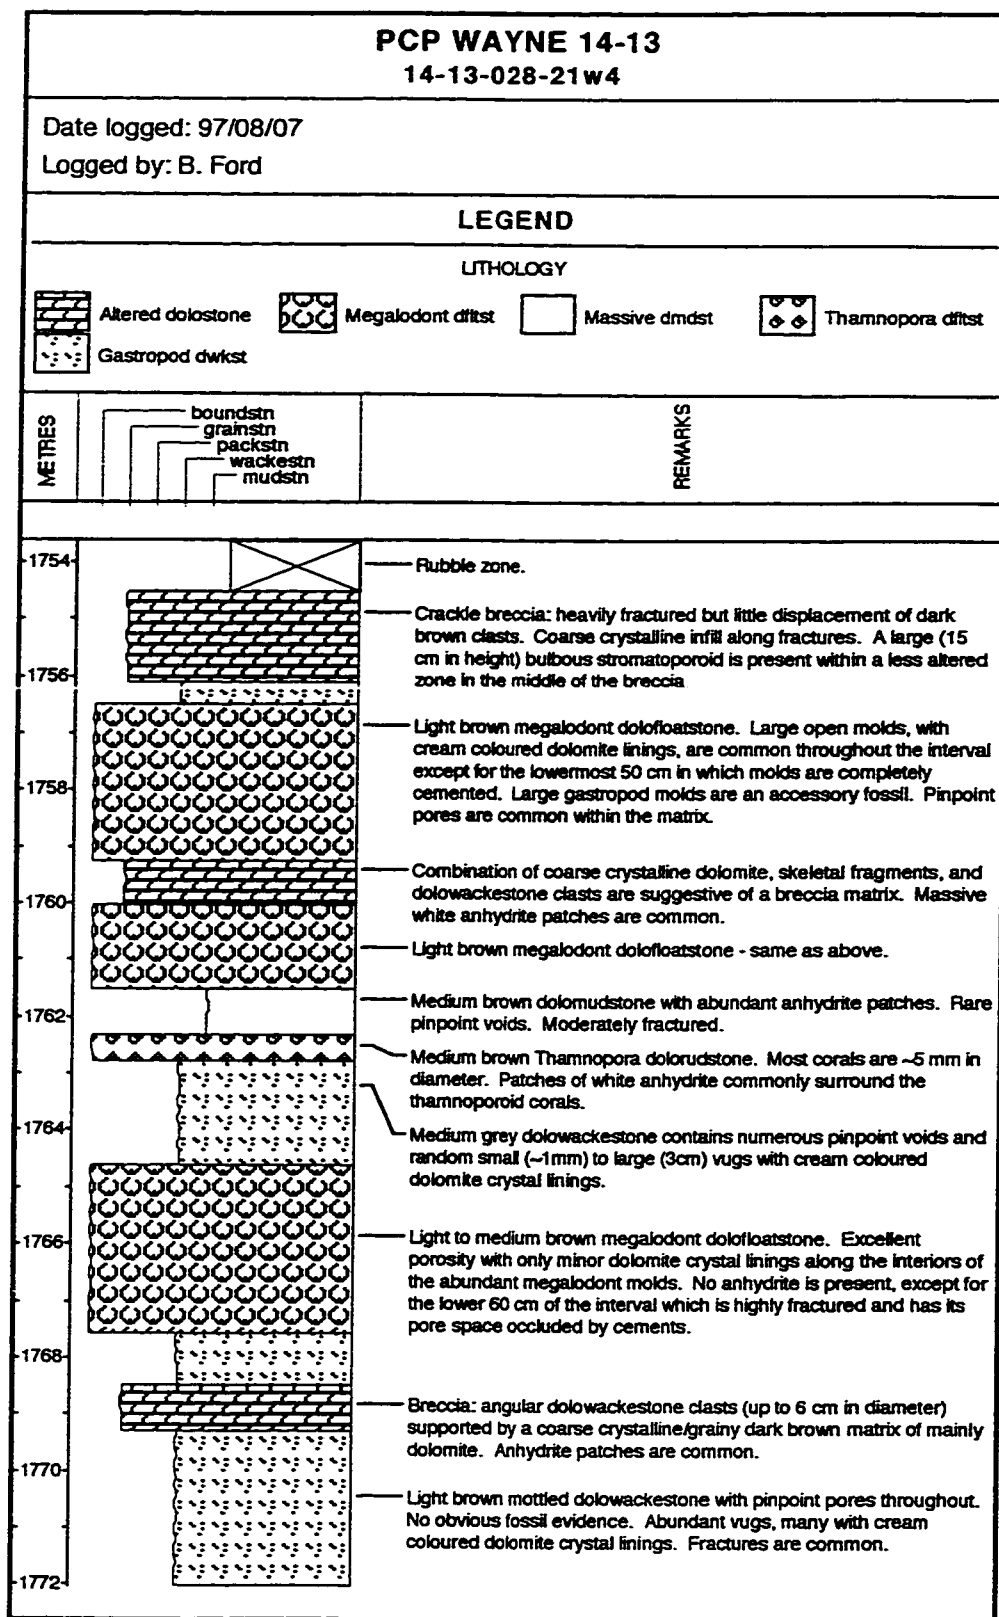 PCP WAYNE 14-13
14-13-028-21w4
Date logged: 97/08/07
Logged by: B. Ford
LEGEND
LITHOLOGY
Altered dolostone
Megalodont dfltst
Massive dmdst
Thamnopora dfltst
Gastropod dwkst
METRES
boundstn
grainstn
packstn
wackestn
mudstn
REMARKS
1754
Rubble zone.
Crackle breccia: heavily fractured but little displacement of dark
brown clasts. Coarse crystalline infill along fractures. A large (15
cm in height) bulbous stromatoporoid is present within a less altered
zone in the middle of the breccia
1756
Light brown megalodont dolofloatstone. Large open molds, with
cream coloured dolomite linings, are common throughout the interval
except for the lowermost 50 cm in which molds are completely
cemented. Large gastropod molds are an accessory fossil. Pinpoint
pores are common within the matrix.
1758
Combination of coarse crystalline dolomite, skeletal fragments, and
dolowackestone clasts are suggestive of a breccia matrix. Massive
white anhydrite patches are common.
1760
Light brown megalodont dolofloatstone - same as above.
Medium brown dolomudstone with abundant anhydrite patches. Rare
pinpoint voids. Moderately fractured.
1762
Medium brown Thamnopora dolorudstone. Most corals are ~5 mm in
diameter. Patches of white anhydrite commonly surround the
thamnoporoid corals.
1764
Medium grey dolowackestone contains numerous pinpoint voids and
random small (~1mm) to large (3cm) vugs with cream coloured
dolomite crystal linings.
1766
Light to medium brown megalodont dolofloatstone. Excellent
porosity with only minor dolomite crystal linings along the interiors of
the abundant megalodont molds. No anhydrite is present, except for
the lower 60 cm of the interval which is highly fractured and has its
pore space occluded by cements.
1768
Breccia: angular dolowackestone clasts (up to 6 cm in diameter)
supported by a coarse crystalline/grainy dark brown matrix of mainly
dolomite. Anhydrite patches are common.
1770
Light brown mottled dolowackestone with pinpoint pores throughout.
No obvious fossil evidence. Abundant vugs, many with cream
coloured dolomite crystal linings. Fractures are common.
1772